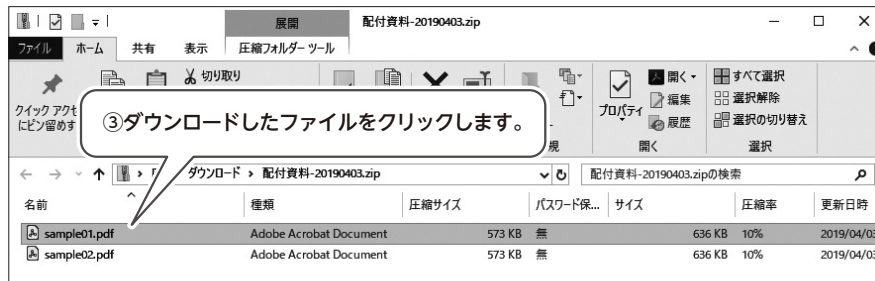 展開
配付資料-20190403.zip
ファイル ホーム 共有 表示 圧縮フォルダー ツール
切り取り
開く すべて選択
クイック アクセ プロパティ 編集 選択解除
にピン留めす 履歴 選択の切り替え
③ダウンロードしたファイルをクリックします。
規 開く 選択
ダウンロード > 配付資料-20190403.zip 配付資料-20190403.zipの検索
名前 種類 圧縮サイズ パスワード保... サイズ 圧縮率 更新日時
sample01.pdf Adobe Acrobat Document 573 KB 無 636 KB 10% 2019/04/03
sample02.pdf Adobe Acrobat Document 573 KB 無 636 KB 10% 2019/04/03